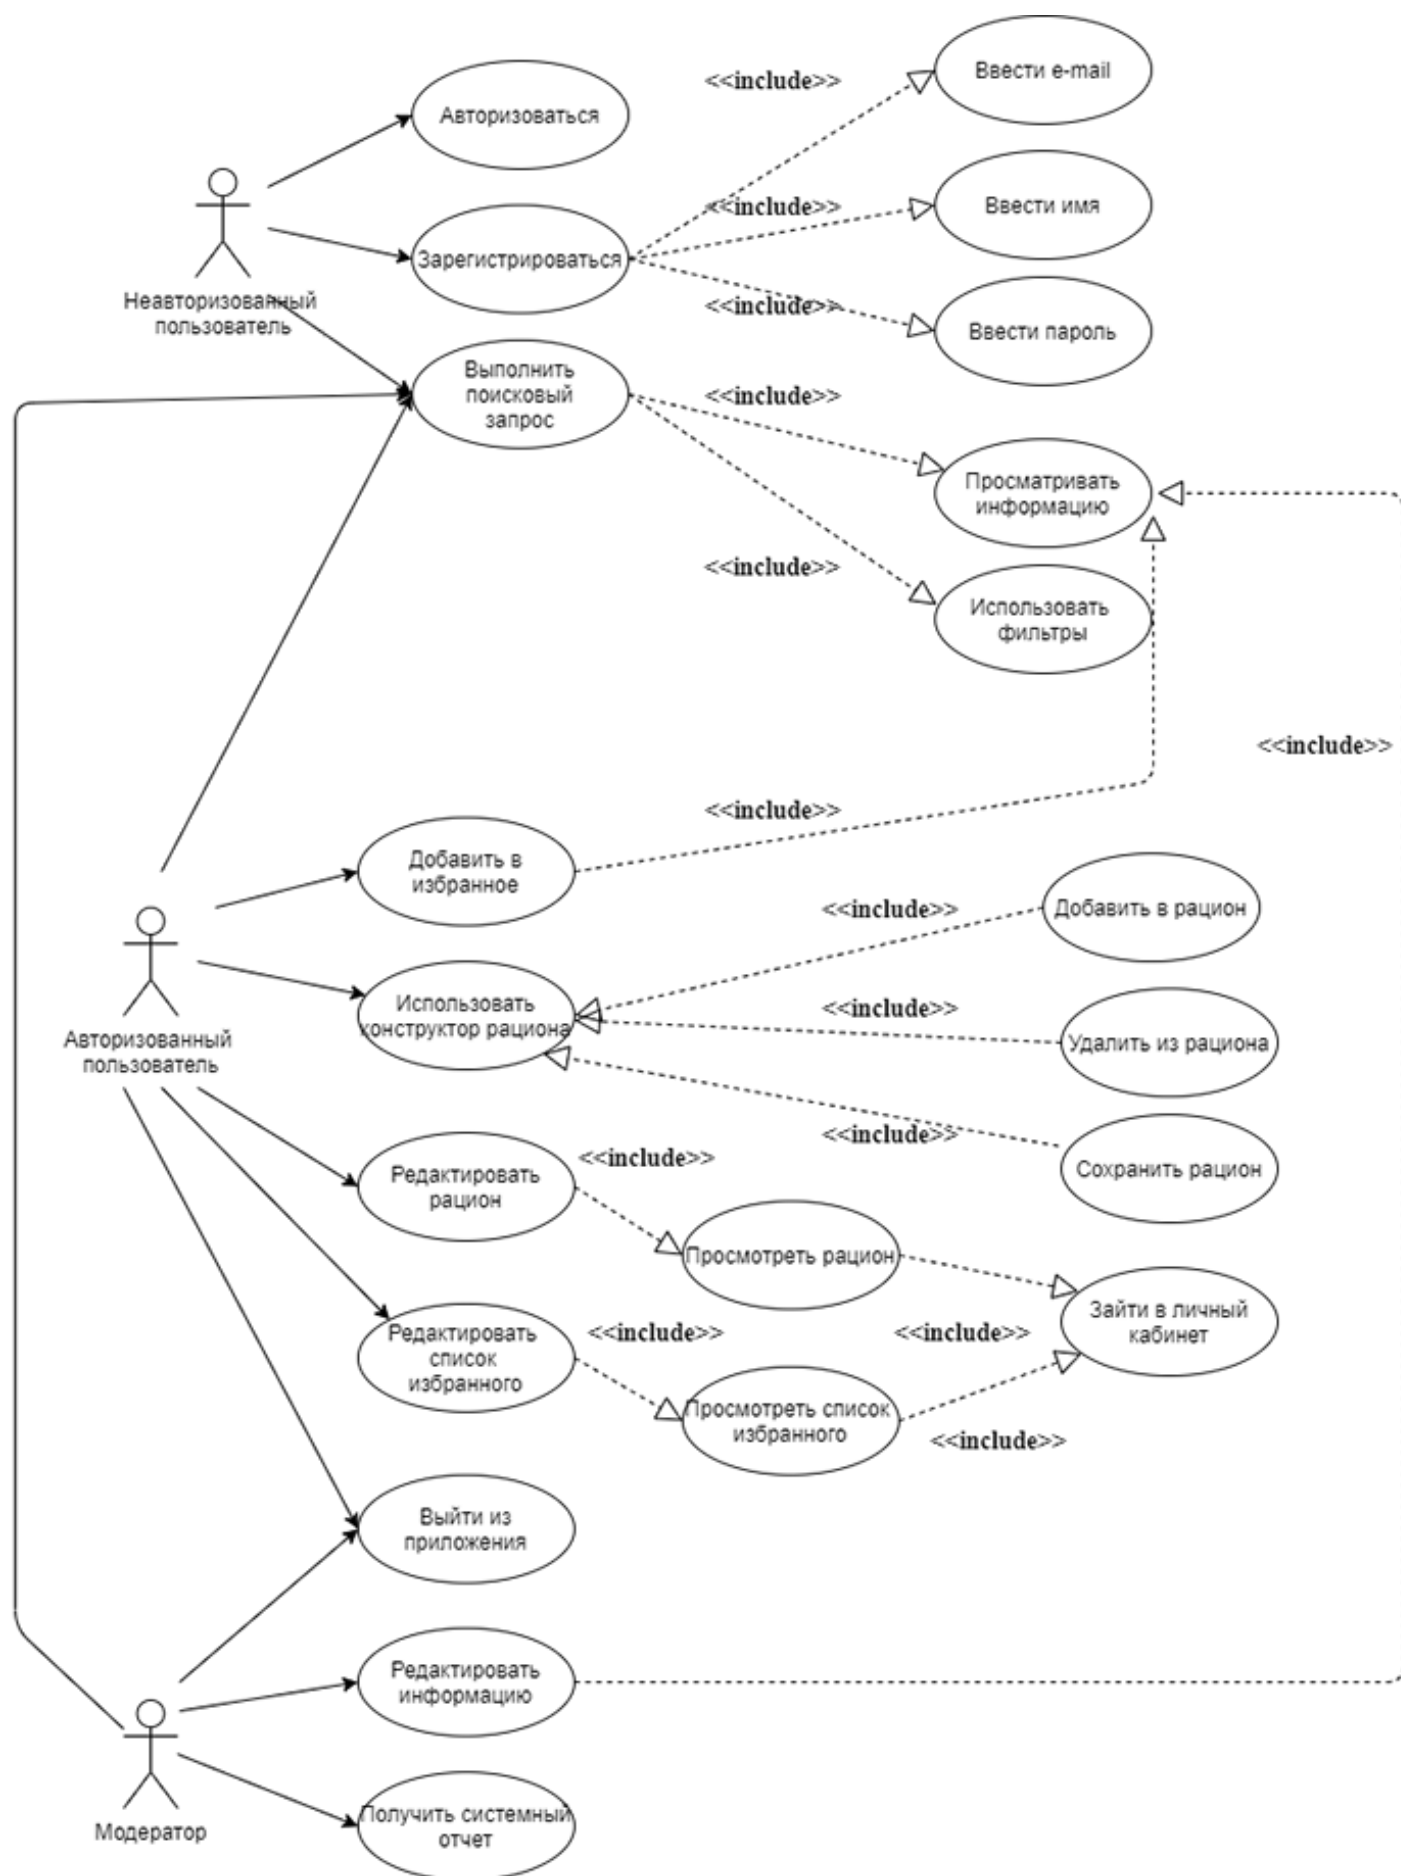 <<include>>
Ввести e-mail
Авторизоваться
<<include>>
Ввести имя
Зарегистрироваться
Неавторизованный
пользователь
<<include>>
Ввести пароль
Выполнить
поисковый
запрос
<<include>>
Просматривать
информацию
<<include>>
Использовать
фильтры
<<include>>
<<include>>
Добавить в
избранное
<<include>>
Добавить в рацион
Использовать
конструктор рациона
<<include>>
Удалить из рациона
Авторизованный
пользователь
<<include>>
Сохранить рацион
Редактировать
рацион
<<include>>
Просмотреть рацион
Зайти в личный
кабинет
<<include>>
<<include>>
Редактировать
список
избранного
Просмотреть список
избранного
<<include>>
Выйти из
приложения
Редактировать
информацию
Модератор
Получить системный
отчет